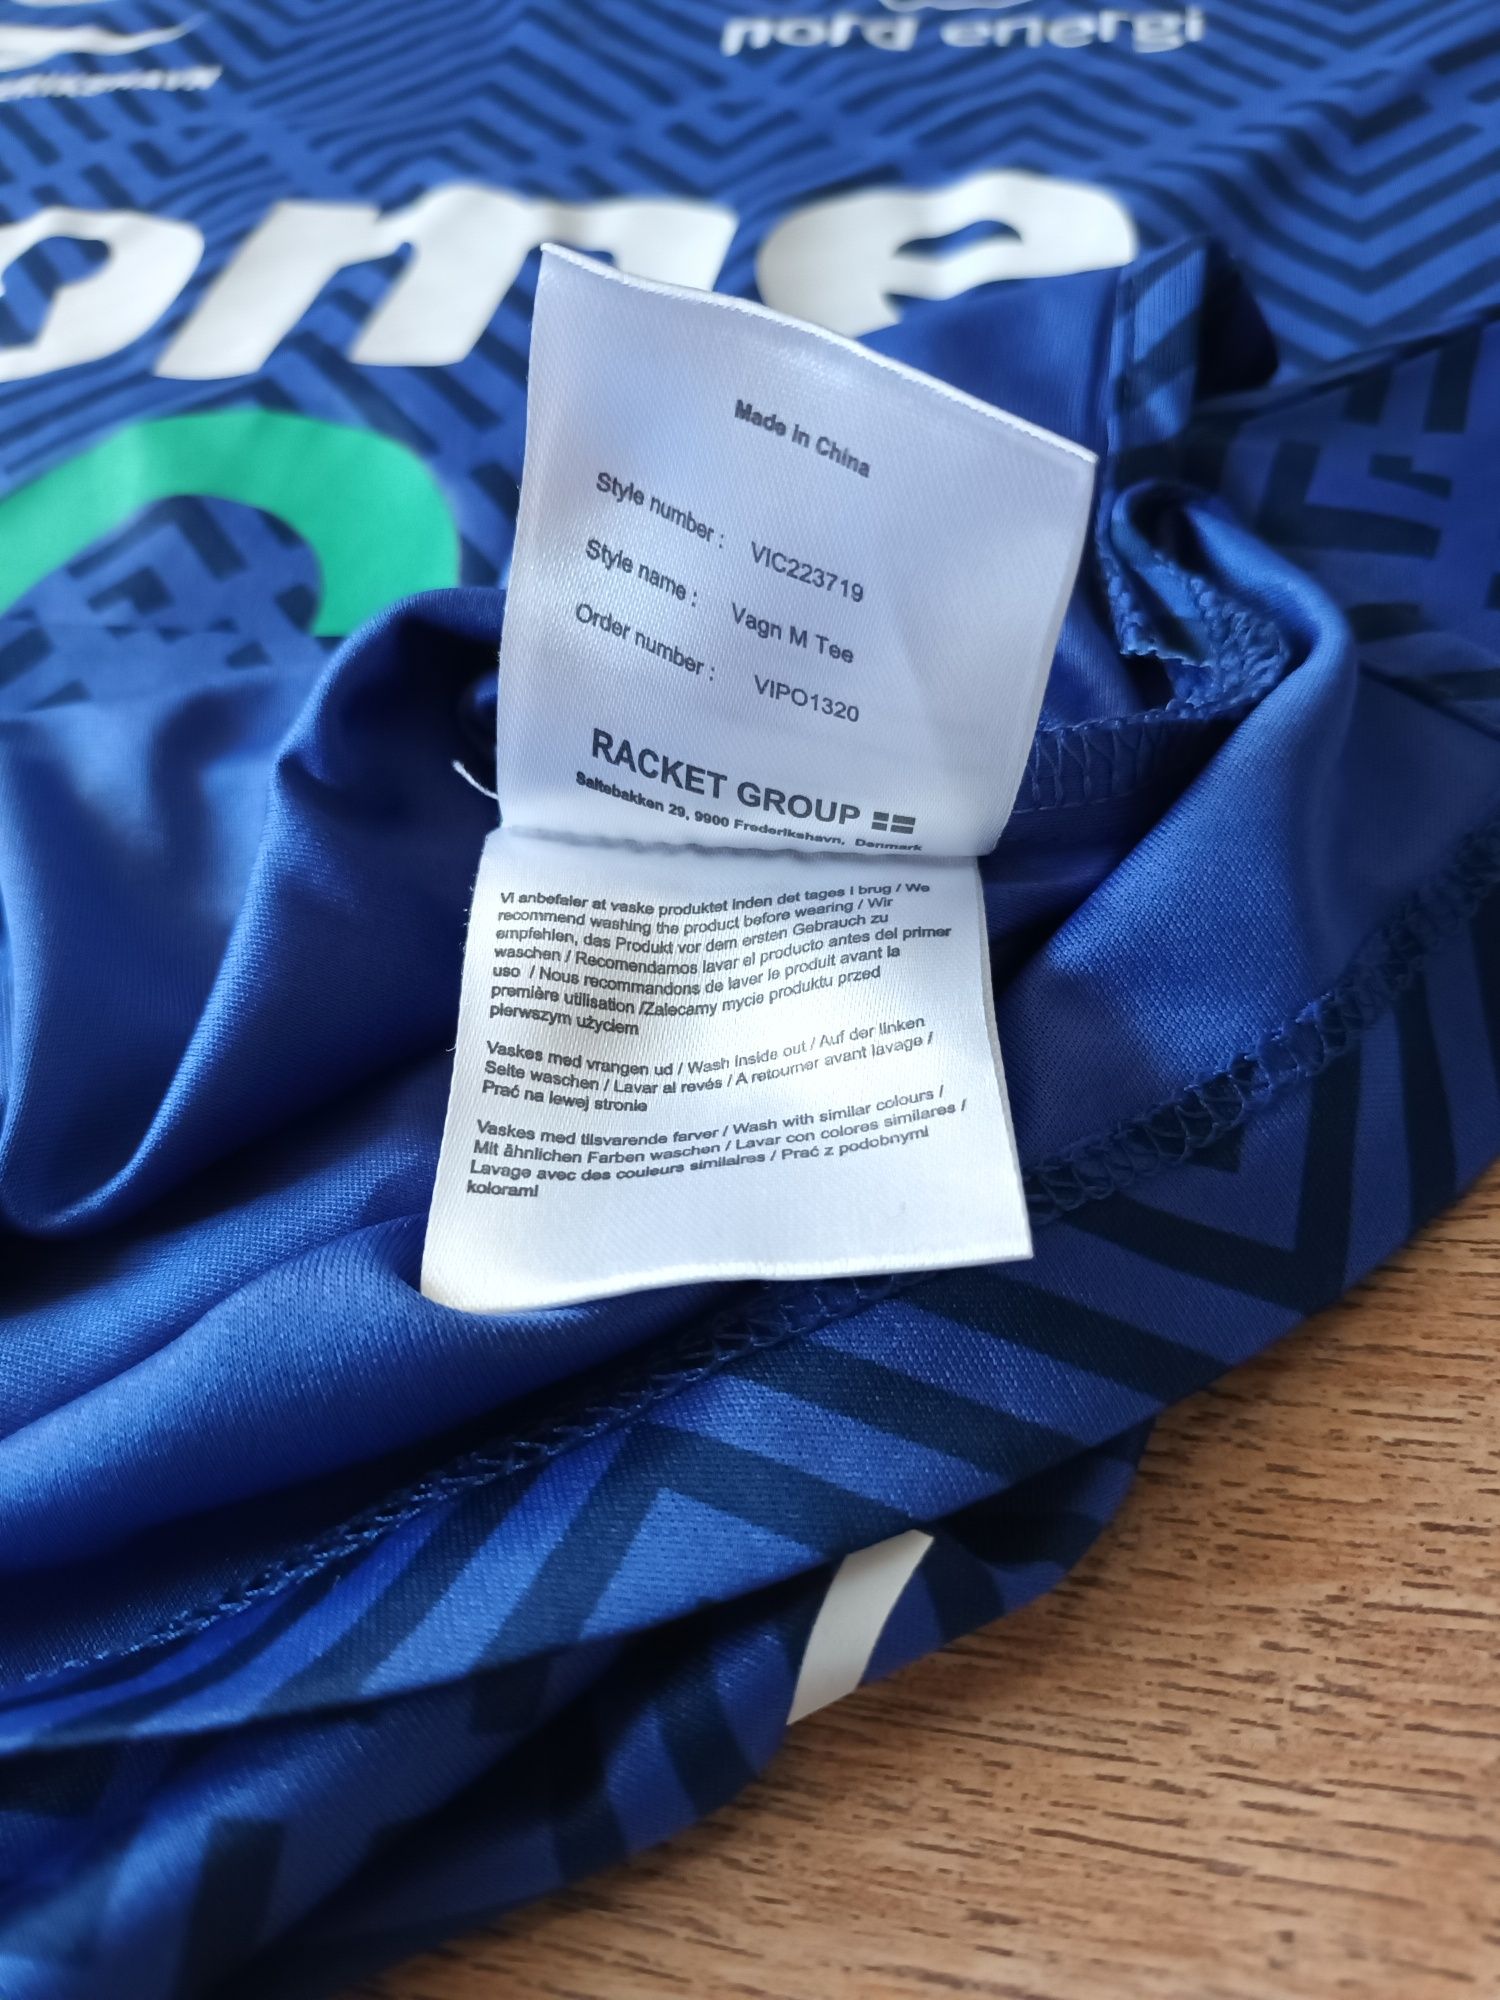 nord energi
ome
Made in China
Style number : VIC223719
Style name : Vagn M Tee
Order number : VIPO1320
RACKET GROUP
Saltebakken 29, 9900 Frederikshavn, Denmark
Vi anbefaler at vaske produktet inden det tages i brug / We
recommend washing the product before wearing / Wir
empfehlen, das Produkt vor dem ersten Gebrauch zu
waschen / Recomendamos lavar el producto antes del primer
uso / Nous recommandons de laver le produit avant la
première utilisation /Zalecamy mycie produktu przed
pierwszym użyciem
Vaskes med vrangen ud / Wash inside out / Auf der linken
Seite waschen / Lavar al revés / A retourner avant lavage /
Prać na lewej stronie
Vaskes med tilsvarende farver / Wash with similar colours /
Mit ähnlichen Farben waschen / Lavar con colores similares /
Lavage avec des couleurs similaires / Prać z podobnymi
kolorami